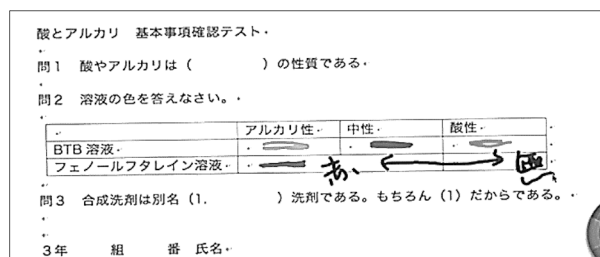 酸とアルカリ 基本事項確認テスト
問1 酸やアルカリは( )の性質である
問2 溶液の色を答えなさい。
アルカリ性 中性 酸性
BTB溶液
フェノールフタレイン溶液 赤、
問3 合成洗剤は別名(1. )洗剤である。もちろん(1)だからである。
3年 組 番 氏名